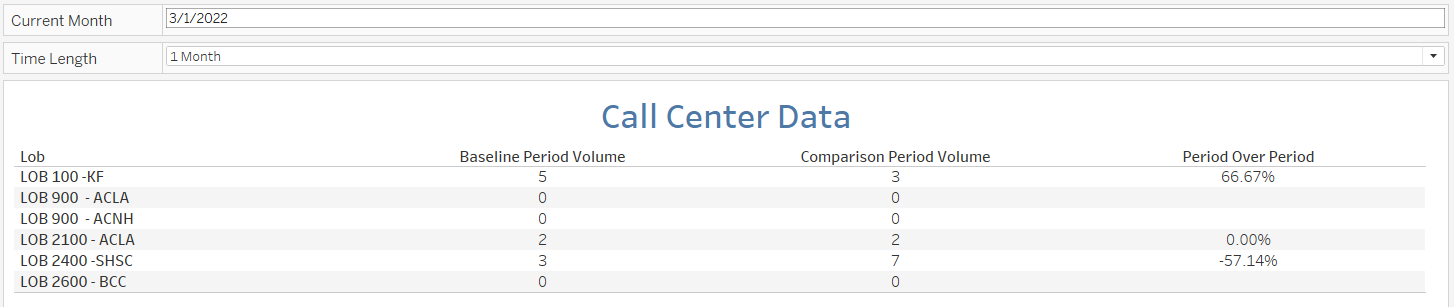 Current Month 3/1/2022
Time Length 1 Month
Call Center Data
Lob Baseline Period Volume Comparison Period Volume Period Over Period
LOB 100 -KF 5 3 66.67%
LOB 900 - ACLA 0 0
LOB 900 - ACNH 0 0
LOB 2100 - ACLA 2 2 0.00%
LOB 2400 -SHSC 3 7 -57.14%
LOB 2600 - BCC 0 0